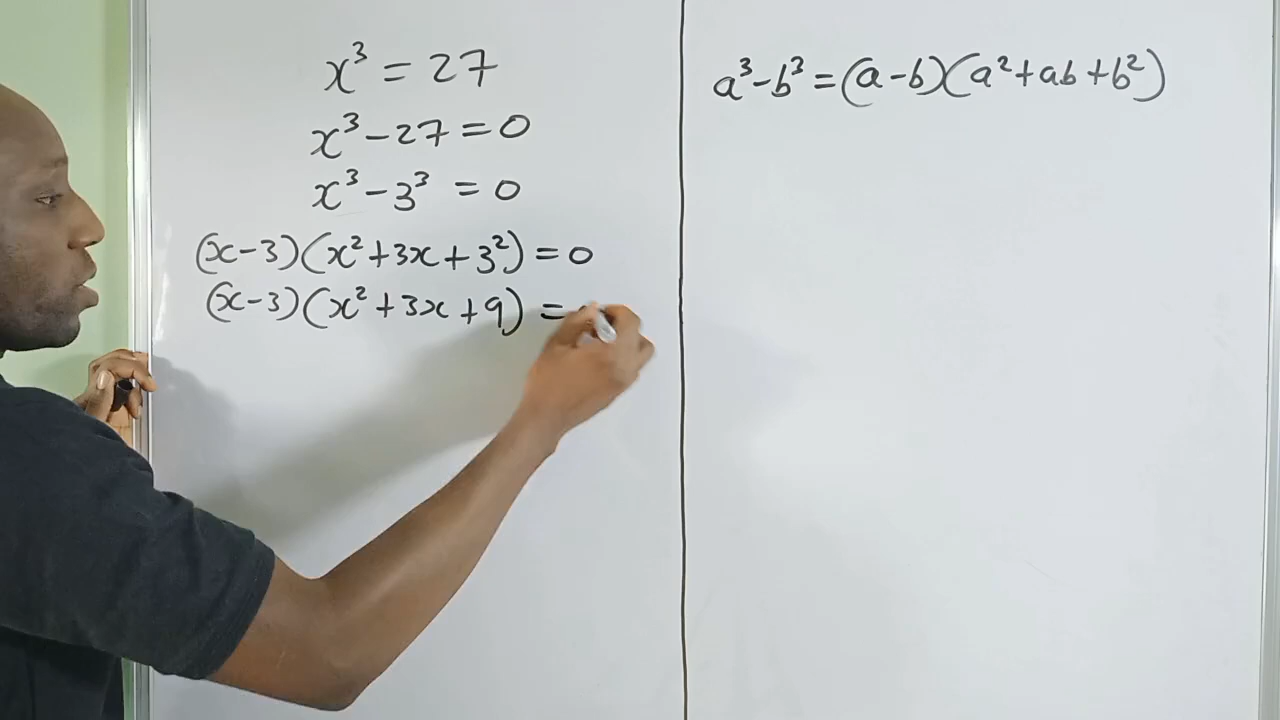 x³ = 27
x³ - 27 = 0
x³ - 3³ = 0
(x-3)(x² + 3x + 3²) = 0
(x-3)(x² + 3x + 9) =
a³ - b³ = (a - b)(a² + ab + b²)